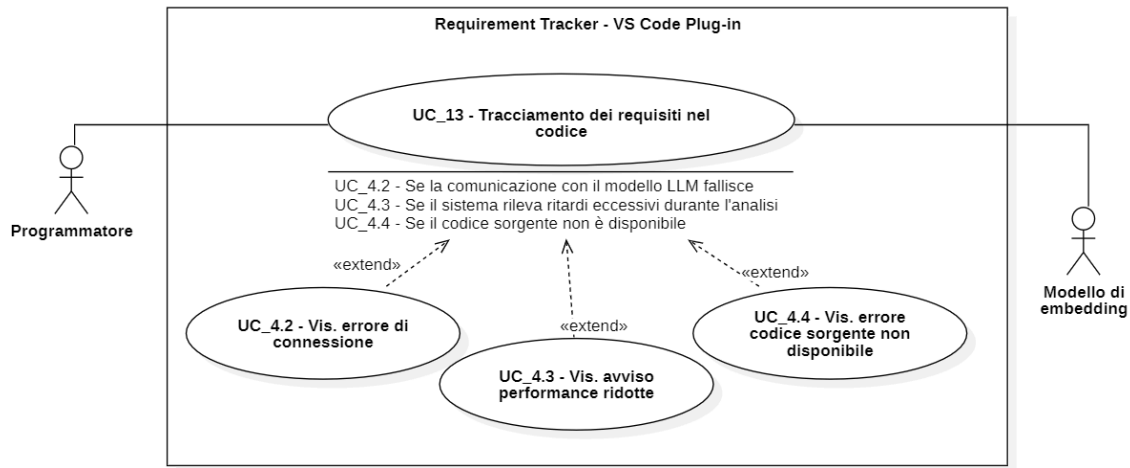 Requirement Tracker - VS Code Plug-in
UC_13 - Tracciamento dei requisiti nel
codice
UC_4.2 - Se la comunicazione con il modello LLM fallisce
UC_4.3 - Se il sistema rileva ritardi eccessivi durante l'analisi
UC_4.4 - Se il codice sorgente non è disponibile
Programmatore
Modello di
embedding
«extend»
«extend»
«extend»
UC_4.2 - Vis. errore di
connessione
UC_4.3 - Vis. avviso
performance ridotte
UC_4.4 - Vis. errore
codice sorgente non
disponibile